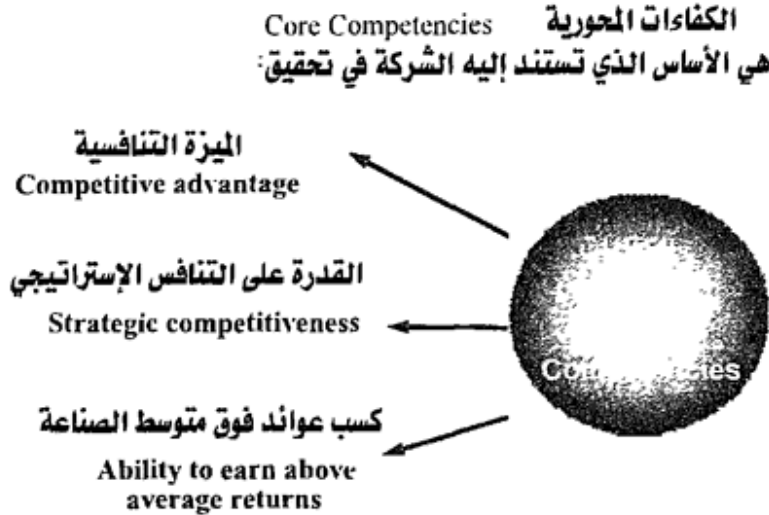 الكفاءات المحورية Core Competencies
هي الأساس الذي تستند إليه الشركة في تحقيق:
الميزة التنافسية
Competitive advantage
القدرة على التنافس الإستراتيجي
Strategic competitiveness
كسب عوائد فوق متوسط الصناعة
Ability to earn above
average returns